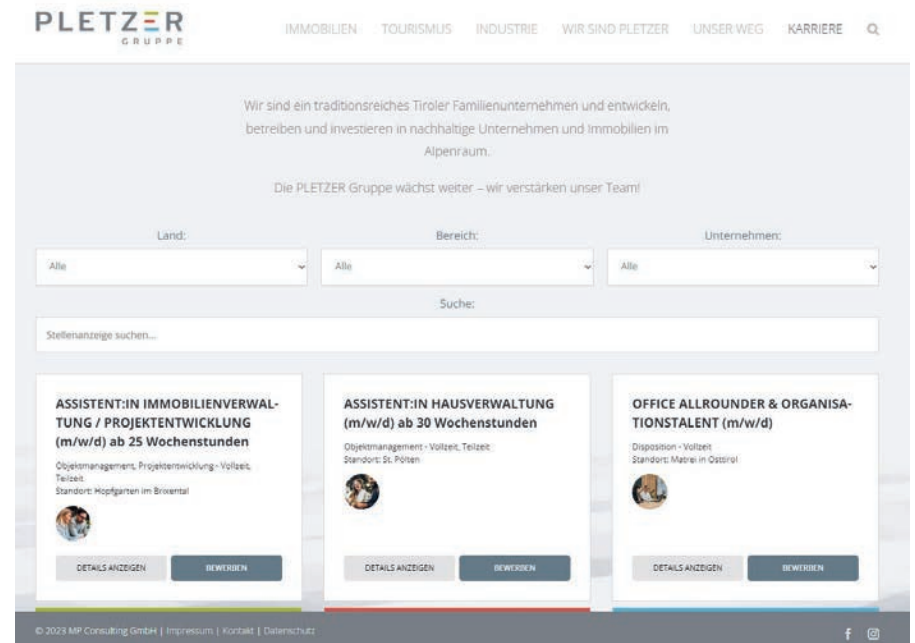 PLETZER
GRUPPE
IMMOBILIEN TOURISMUS INDUSTRIE WIR SIND PLETZER UNSER WEG KARRIERE
Wir sind ein traditionsreiches Tiroler Familienunternehmen und entwickeln,
betreiben und investieren in nachhaltige Unternehmen und Immobilien im
Alpenraum.
Die PLETZER Gruppe wächst weiter – wir verstärken unser Team!
Land: Bereich: Unternehmen:
Alle Alle Alle
Suche:
Stellenanzeige suchen...
ASSISTENT:IN IMMOBILIENVERWAL-
TUNG / PROJEKTENTWICKLUNG
(m/w/d) ab 25 Wochenstunden
Objektmanagement, Projektentwicklung - Vollzeit,
Teilzeit
Standort: Hopfgarten im Brixental
DETAILS ANZEIGEN BEWERBEN
ASSISTENT:IN HAUSVERWALTUNG
(m/w/d) ab 30 Wochenstunden
Objektmanagement - Vollzeit, Teilzeit
Standort: St. Pölten
DETAILS ANZEIGEN BEWERBEN
OFFICE ALLROUNDER & ORGANISA-
TIONSTALENT (m/w/d)
Disposition - Vollzeit
Standort: Matrei in Osttirol
DETAILS ANZEIGEN BEWERBEN
© 2023 MP Consulting GmbH | Impressum | Kontakt | Datenschutz